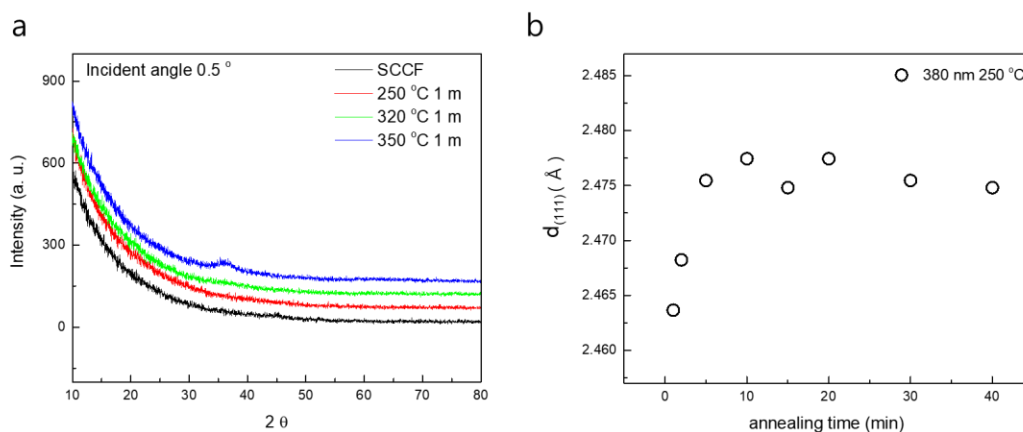 a
Incident angle 0.5 °
SCCF
250 °C 1 m
320 °C 1 m
350 °C 1 m
Intensity (a. u.)
900
600
300
0
10 20 30 40 50 60 70 80
2 θ
b
380 nm 250 °C
d(111)( Å )
2.485
2.480
2.475
2.470
2.465
2.460
0 10 20 30 40
annealing time (min)